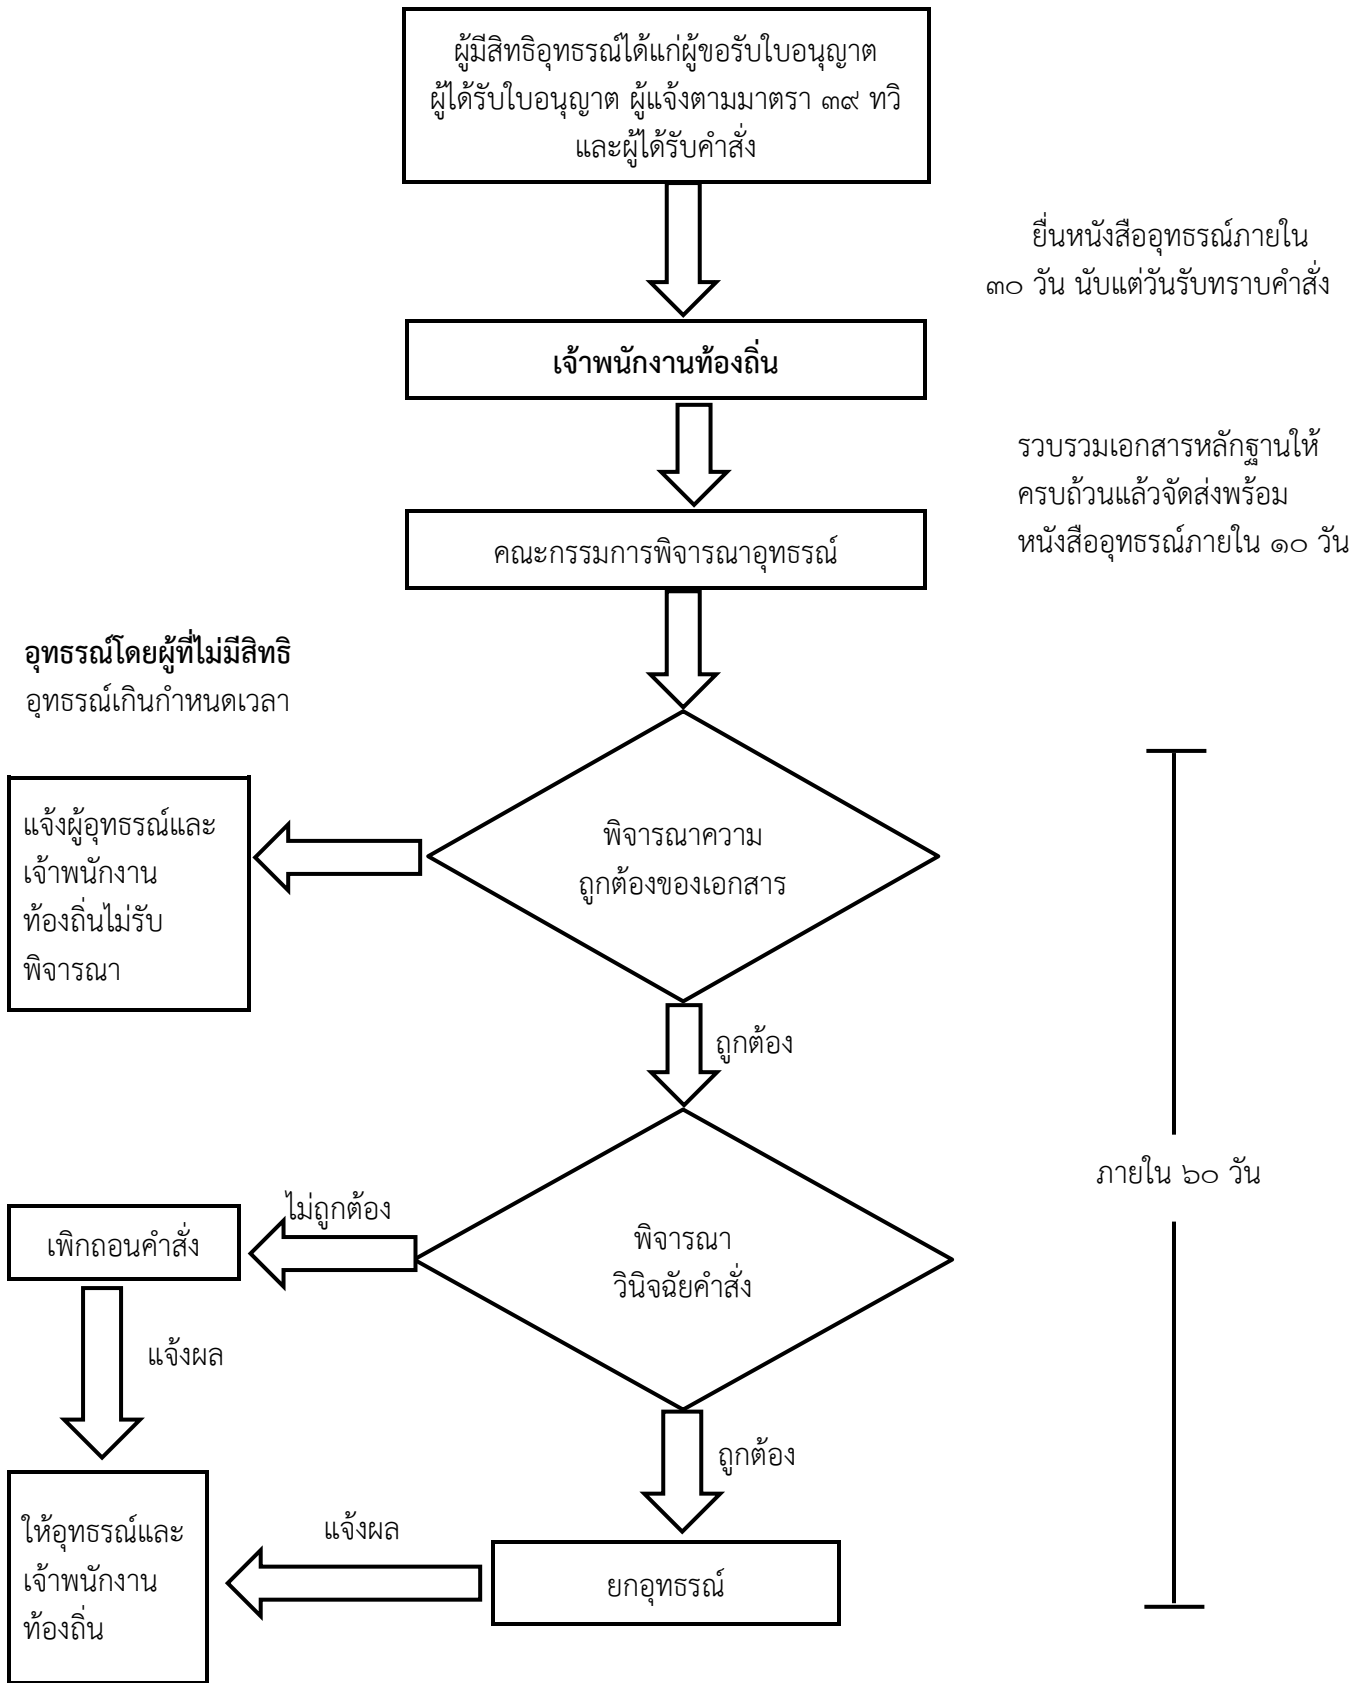 ผู้มีสิทธิอุทธรณ์ได้แก่ผู้ขอรับใบอนุญาต
ผู้ได้รับใบอนุญาต ผู้แจ้งตามมาตรา ๓๙ ทวิ
และผู้ได้รับคำสั่ง
ยื่นหนังสืออุทธรณ์ภายใน
๓๐ วัน นับแต่วันรับทราบคำสั่ง
เจ้าพนักงานท้องถิ่น
รวบรวมเอกสารหลักฐานให้
ครบถ้วนแล้วจัดส่งพร้อม
หนังสืออุทธรณ์ภายใน ๑๐ วัน
คณะกรรมการพิจารณาอุทธรณ์
อุทธรณ์โดยผู้ที่ไม่มีสิทธิ
อุทธรณ์เกินกำหนดเวลา
แจ้งผู้อุทธรณ์และ
เจ้าพนักงาน
ท้องถิ่นไม่รับ
พิจารณา
พิจารณาความ
ถูกต้องของเอกสาร
ถูกต้อง
ภายใน ๖๐ วัน
ไม่ถูกต้อง
เพิกถอนคำสั่ง
พิจารณา
วินิจฉัยคำสั่ง
แจ้งผล
ถูกต้อง
ให้อุทธรณ์และ
เจ้าพนักงาน
ท้องถิ่น
แจ้งผล
ยกอุทธรณ์